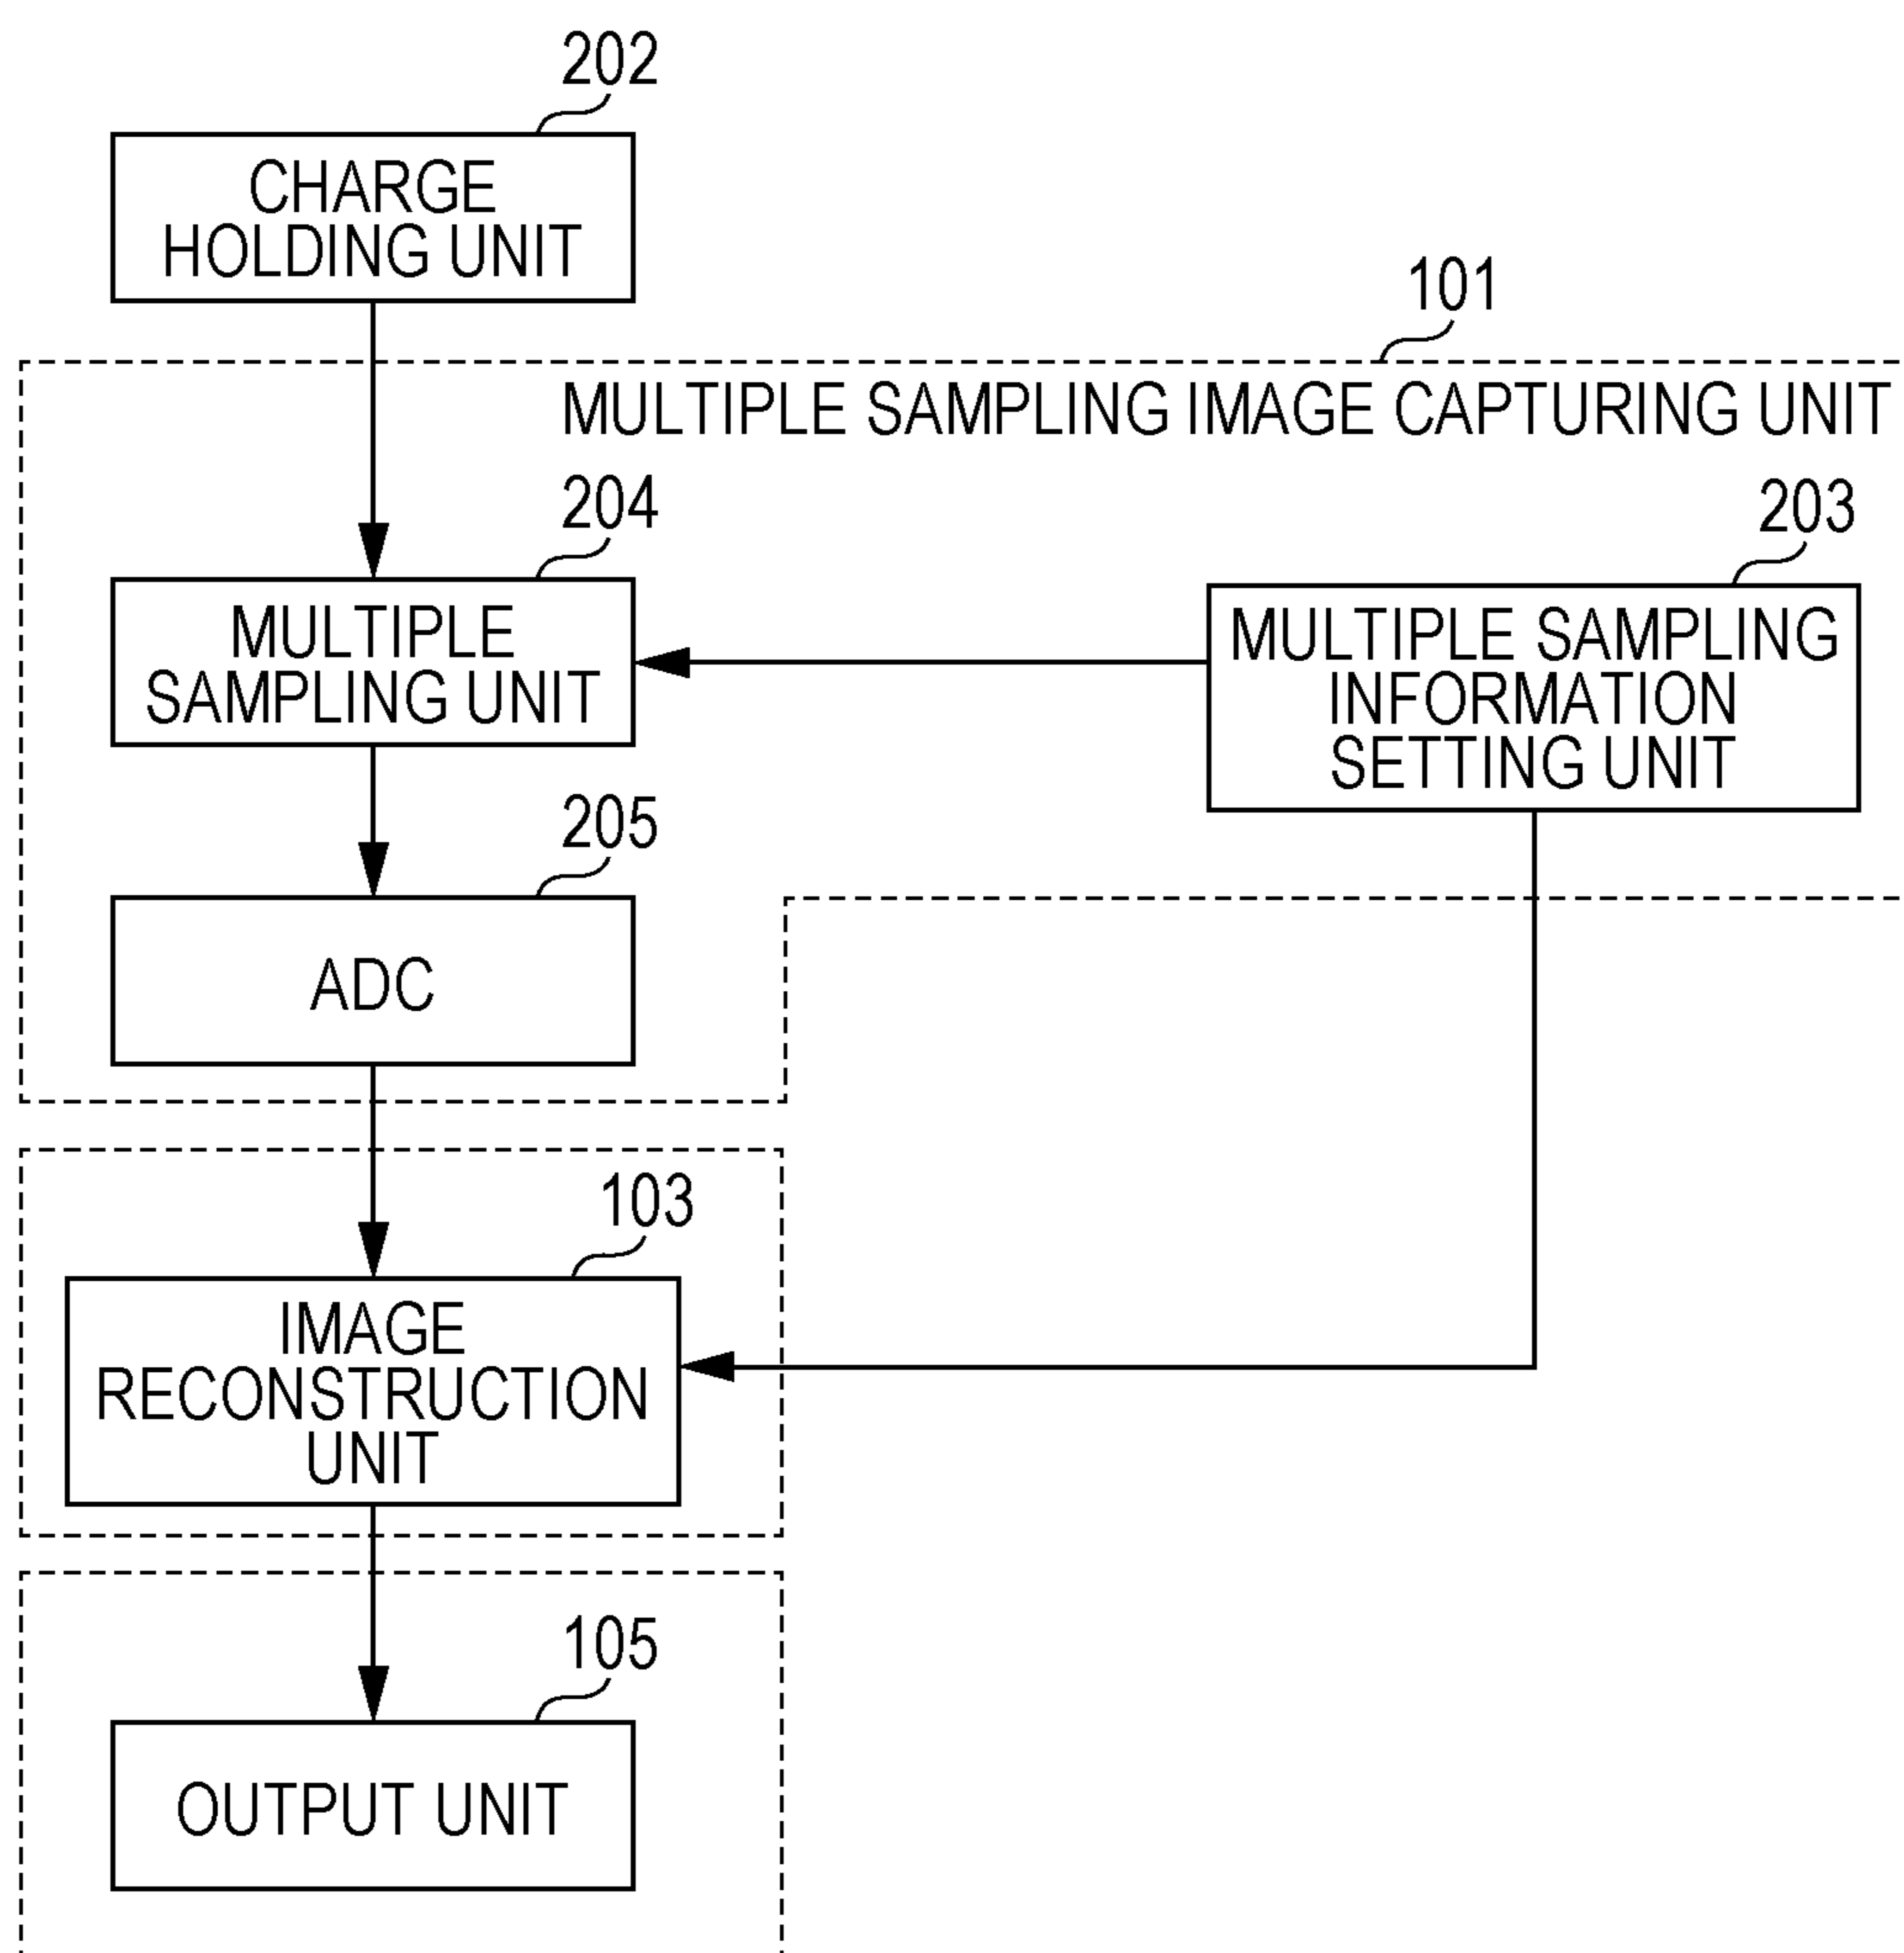 202
CHARGE
HOLDING UNIT
101
MULTIPLE SAMPLING IMAGE CAPTURING UNIT
204
MULTIPLE
SAMPLING UNIT
203
MULTIPLE SAMPLING
INFORMATION
SETTING UNIT
205
ADC
103
IMAGE
RECONSTRUCTION
UNIT
105
OUTPUT UNIT